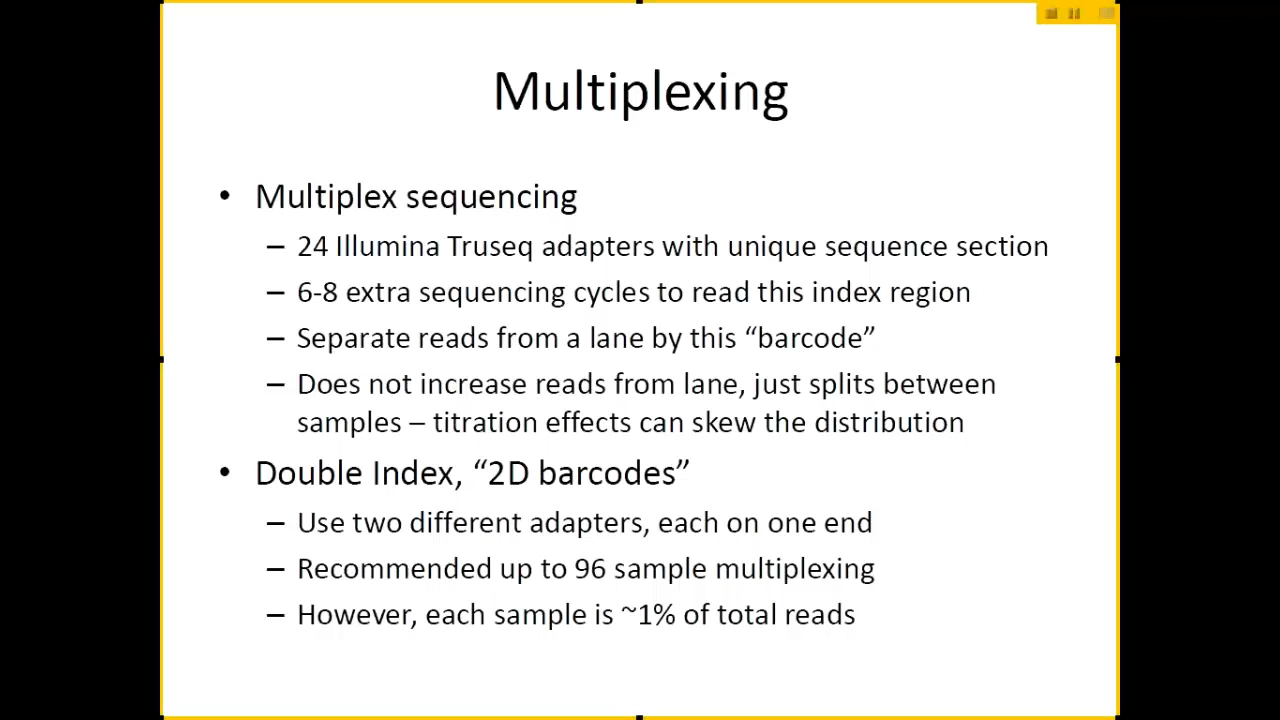 Multiplexing
• Multiplex sequencing
– 24 Illumina Truseq adapters with unique sequence section
– 6-8 extra sequencing cycles to read this index region
– Separate reads from a lane by this “barcode”
– Does not increase reads from lane, just splits between
samples – titration effects can skew the distribution
• Double Index, “2D barcodes”
– Use two different adapters, each on one end
– Recommended up to 96 sample multiplexing
– However, each sample is ~1% of total reads